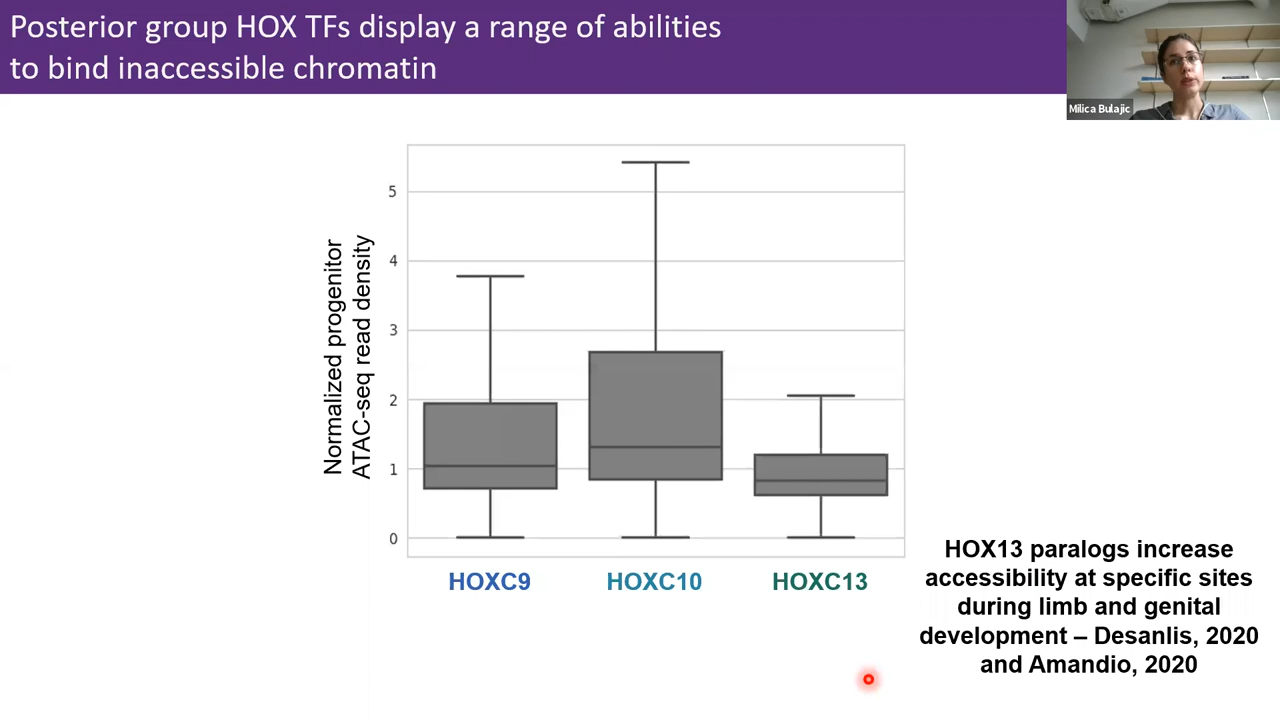 Posterior group HOX TFs display a range of abilities
to bind inaccessible chromatin
Milica Bulajic
Normalized progenitor
ATAC-seq read density
5
4
3
2
1
0
HOXC9
HOXC10
HOXC13
HOX13 paralogs increase
accessibility at specific sites
during limb and genital
development – Desanlis, 2020
and Amandio, 2020